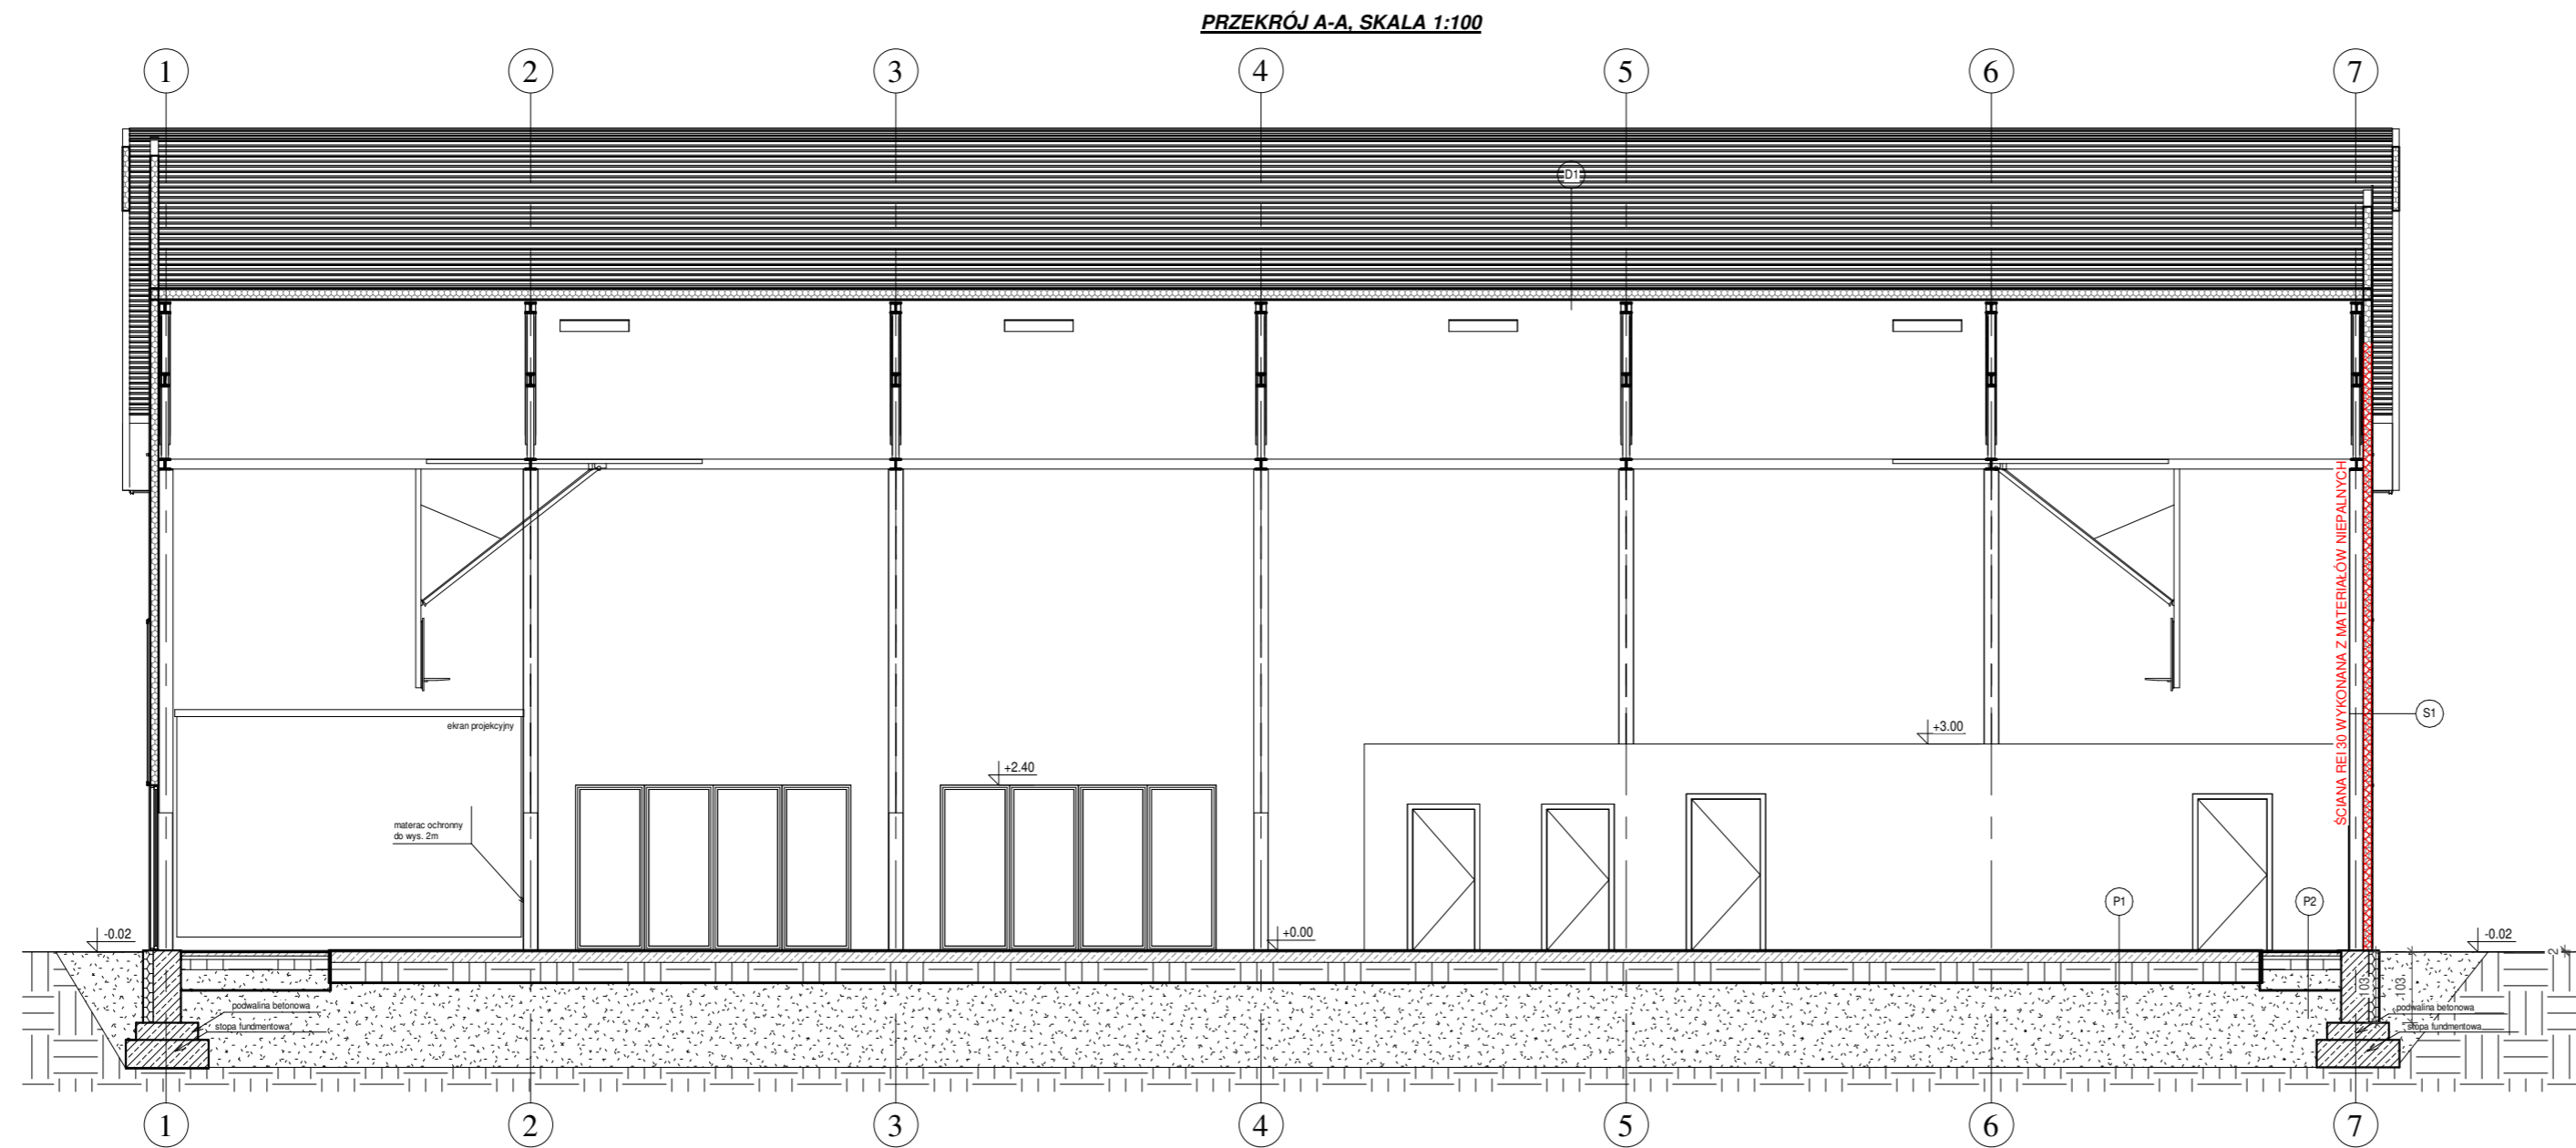 PRZEKRÓJ A-A, SKALA 1:100
1 2 3 4 5 6 7
D1
ŚCIANA REI 30 WYKONANA Z MATERIAŁÓW NIEPALNYCH
S1
ekran projekcyjny
+3.00
+2.40
materac ochronny
do wys. 2m
P1
P2
-0.02
+0.00
-0.02
2
103
103
podwalina betonowa
stopa fundmentowa
podwalina betonowa
stopa fundmentowa
1 2 3 4 5 6 7